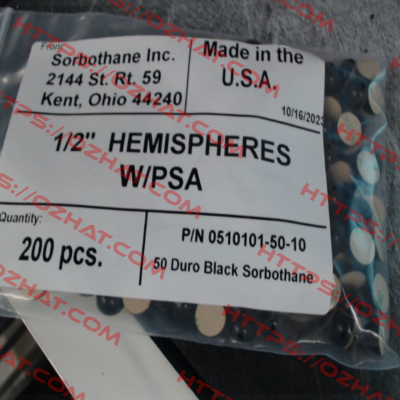 From:
Sorbothane Inc.
2144 St. Rt. 59
Kent, Ohio 44240
Made in the
U.S.A.
10/16/2023
1/2" HEMISPHERES
W/PSA
Quantity:
200 pcs.
P/N 0510101-50-10
50 Duro Black Sorbothane
HTTPS://OZHAT.COM